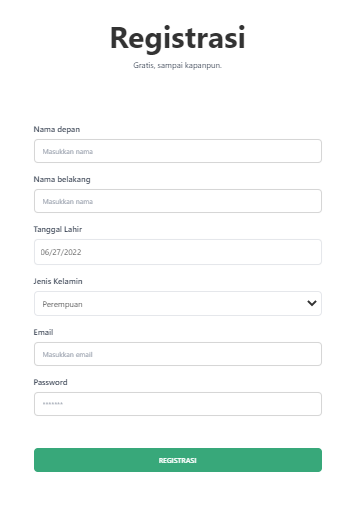 Registrasi
Gratis, sampai kapanpun.
Nama depan
Masukkan nama
Nama belakang
Masukkan nama
Tanggal Lahir
06/27/2022
Jenis Kelamin
Perempuan
Email
Masukkan email
Password
*******
REGISTRASI